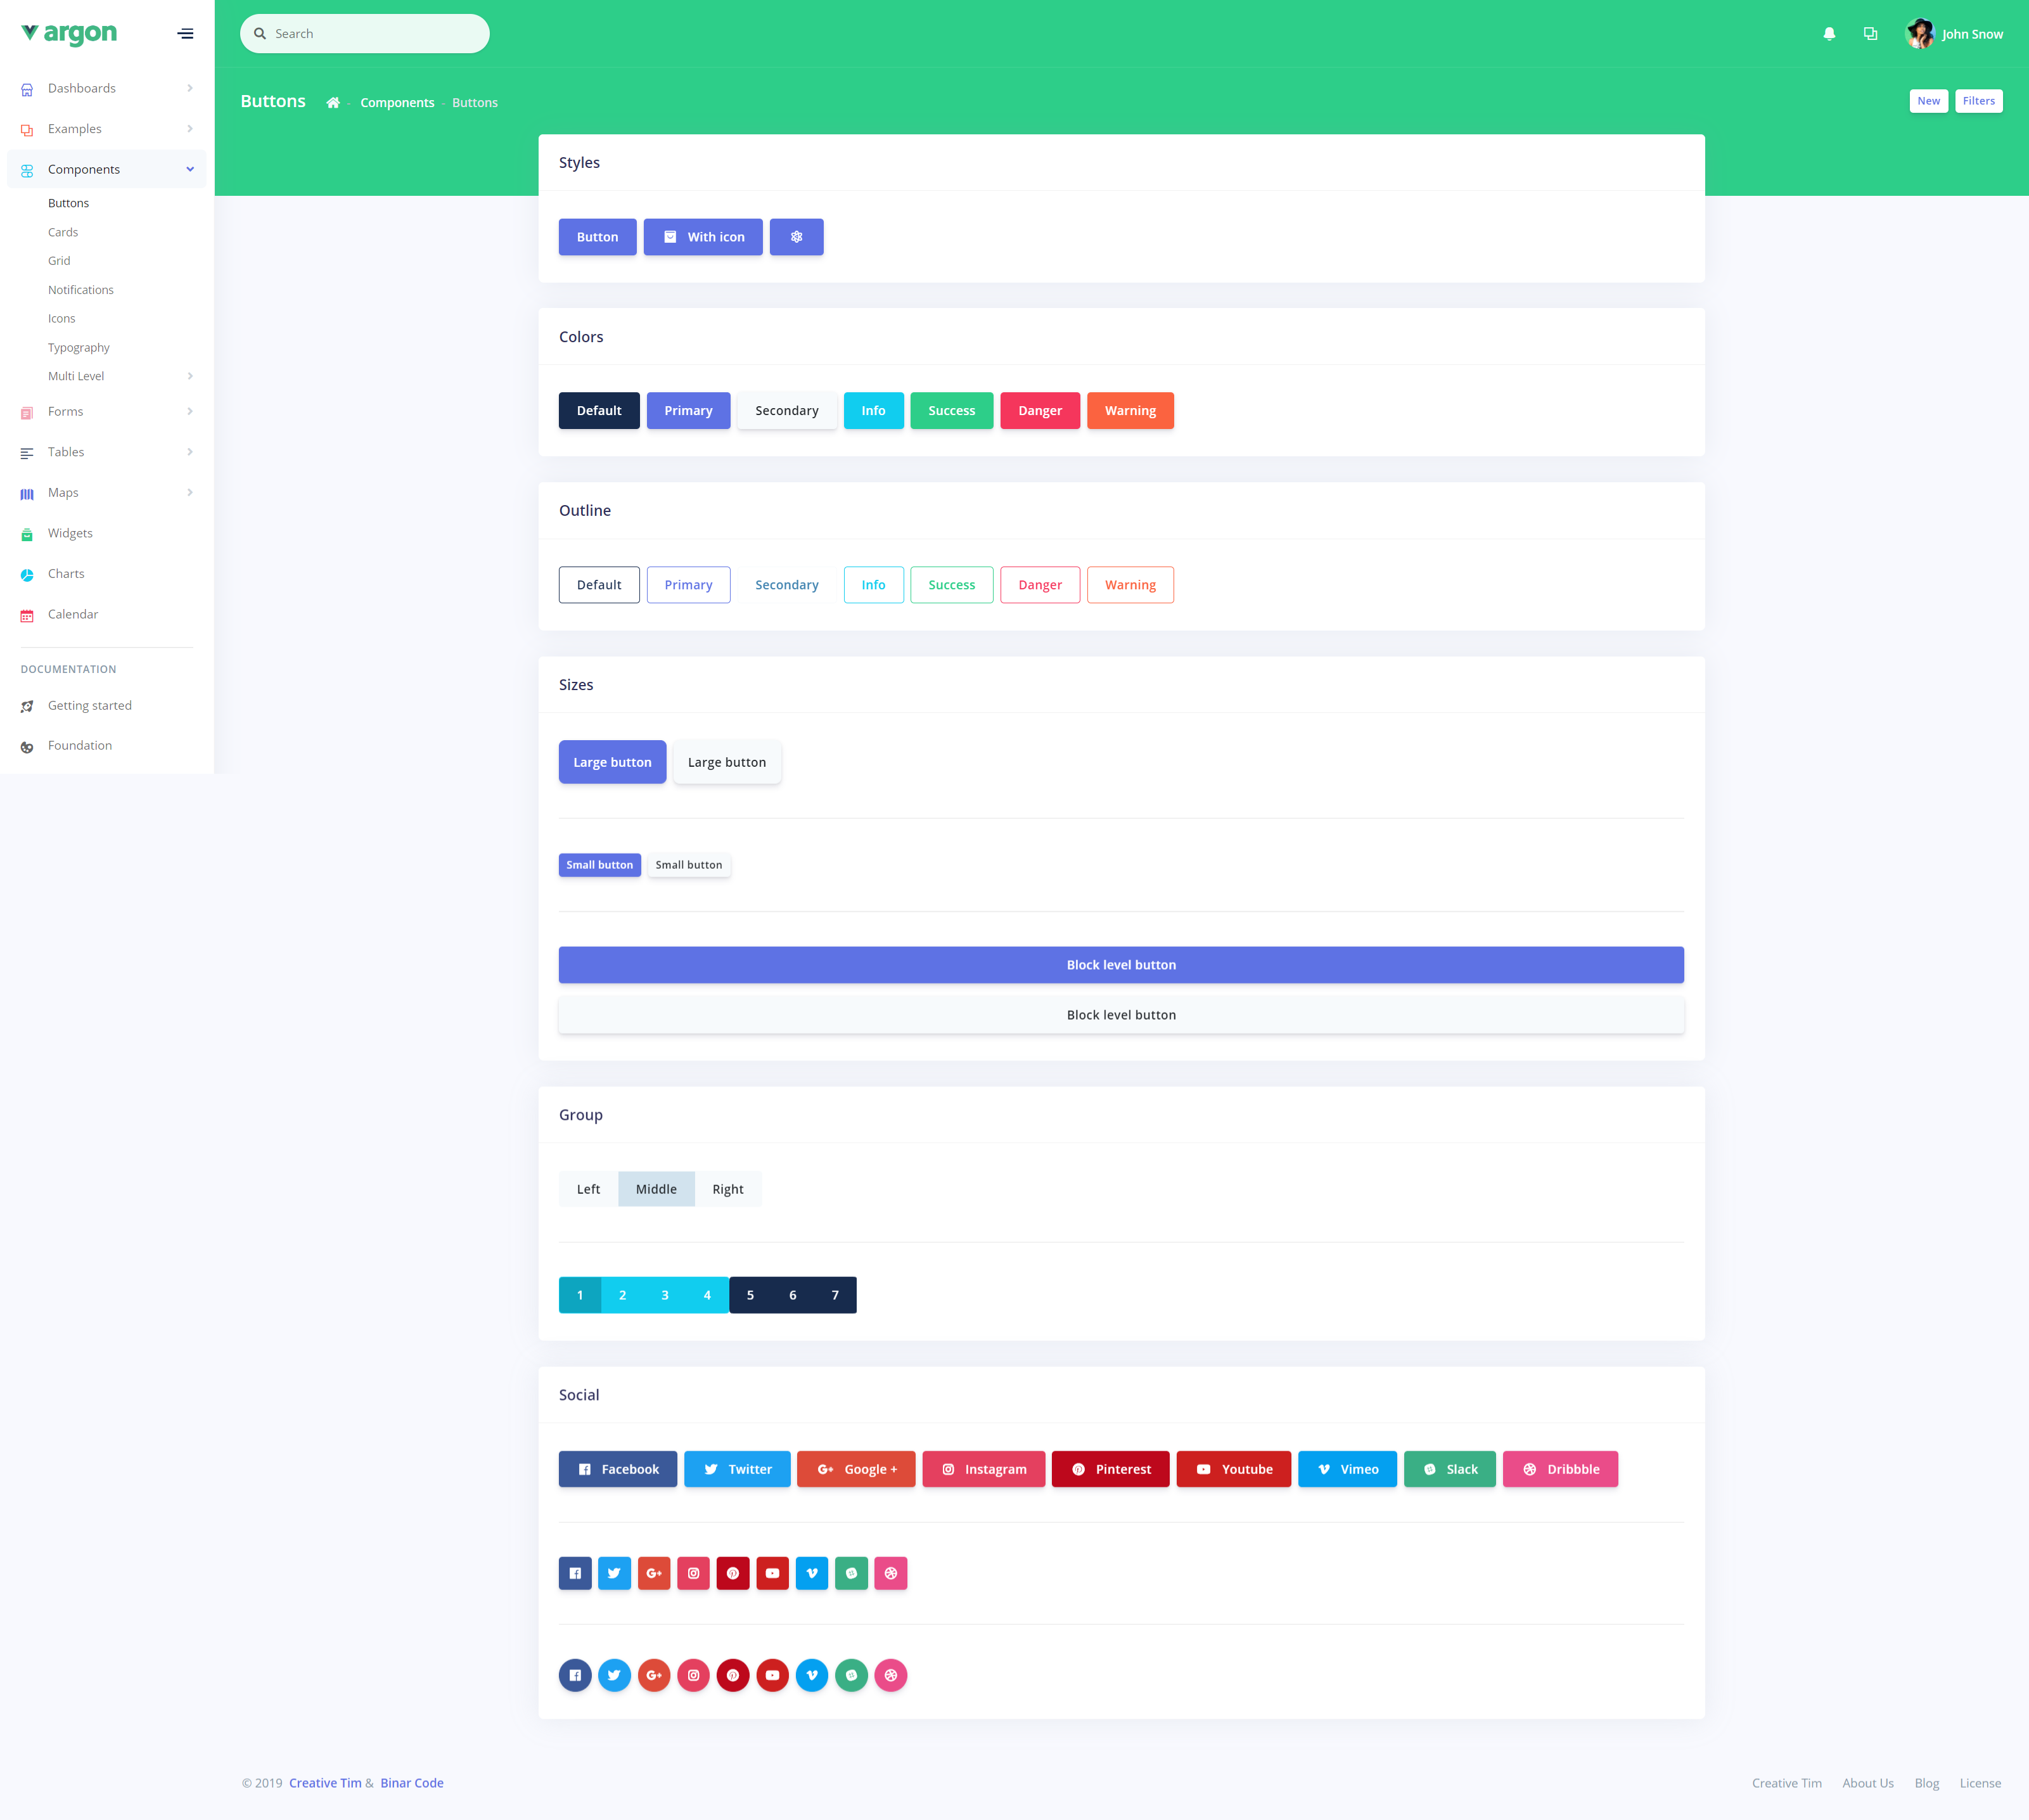 argon
Dashboards
Examples
Components
Buttons
Cards
Grid
Notifications
Icons
Typography
Multi Level
Forms
Tables
Maps
Widgets
Charts
Calendar
DOCUMENTATION
Getting started
Foundation
Search
John Snow
Buttons - Components - Buttons
New Filters
Styles
Button With icon
Colors
Default Primary Secondary Info Success Danger Warning
Outline
Default Primary Secondary Info Success Danger Warning
Sizes
Large button Large button
Small button Small button
Block level button
Block level button
Group
Left Middle Right
1 2 3 4 5 6 7
Social
Facebook Twitter Google + Instagram Pinterest Youtube Vimeo Slack Dribbble
© 2019 Creative Tim & Binar Code
Creative Tim About Us Blog License